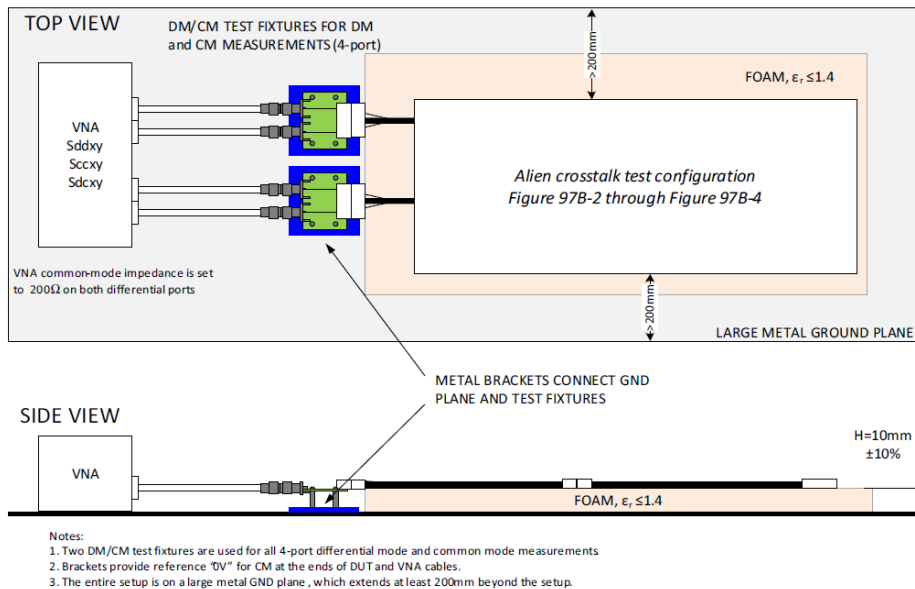 TOP VIEW
DM/CM TEST FIXTURES FOR DM
and CM MEASUREMENTS (4-port)
>200mm
FOAM, εr ≤1.4
VNA
Sddxy
Sccxy
Sdcxy
Alien crosstalk test configuration
Figure 97B-2 through Figure 97B-4
VNA common-mode impedance is set
to 200Ω on both differential ports
>200mm
LARGE METAL GROUND PLANE
METAL BRACKETS CONNECT GND
PLANE AND TEST FIXTURES
SIDE VIEW
H=10mm
±10%
VNA
FOAM, εr ≤1.4
Notes:
1. Two DM/CM test fixtures are used for all 4-port differential mode and common mode measurements.
2. Brackets provide reference "0V" for CM at the ends of DUT and VNA cables.
3. The entire setup is on a large metal GND plane, which extends at least 200mm beyond the setup.